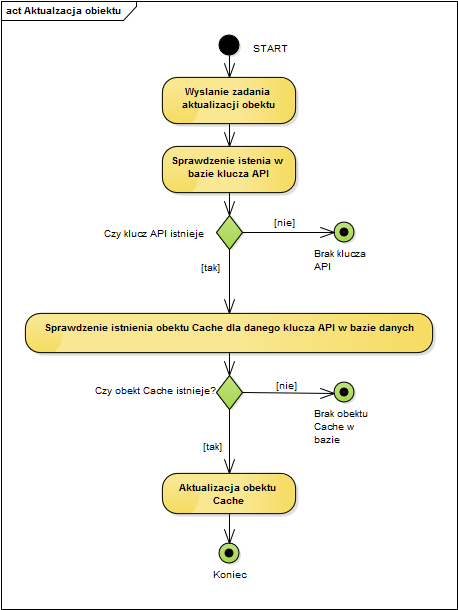 act Aktualzacja obiektu
START
Wyslanie zadania
aktualizacji obektu
Sprawdzenie istenia w
bazie klucza API
Czy klucz API istnieje
[nie]
Brak klucza
API
[tak]
Sprawdzenie istnienia obektu Cache dla danego klucza API w bazie danych
Czy obekt Cache istnieje?
[nie]
Brak obektu
Cache w
bazie
[tak]
Aktualizacja obektu
Cache
Koniec